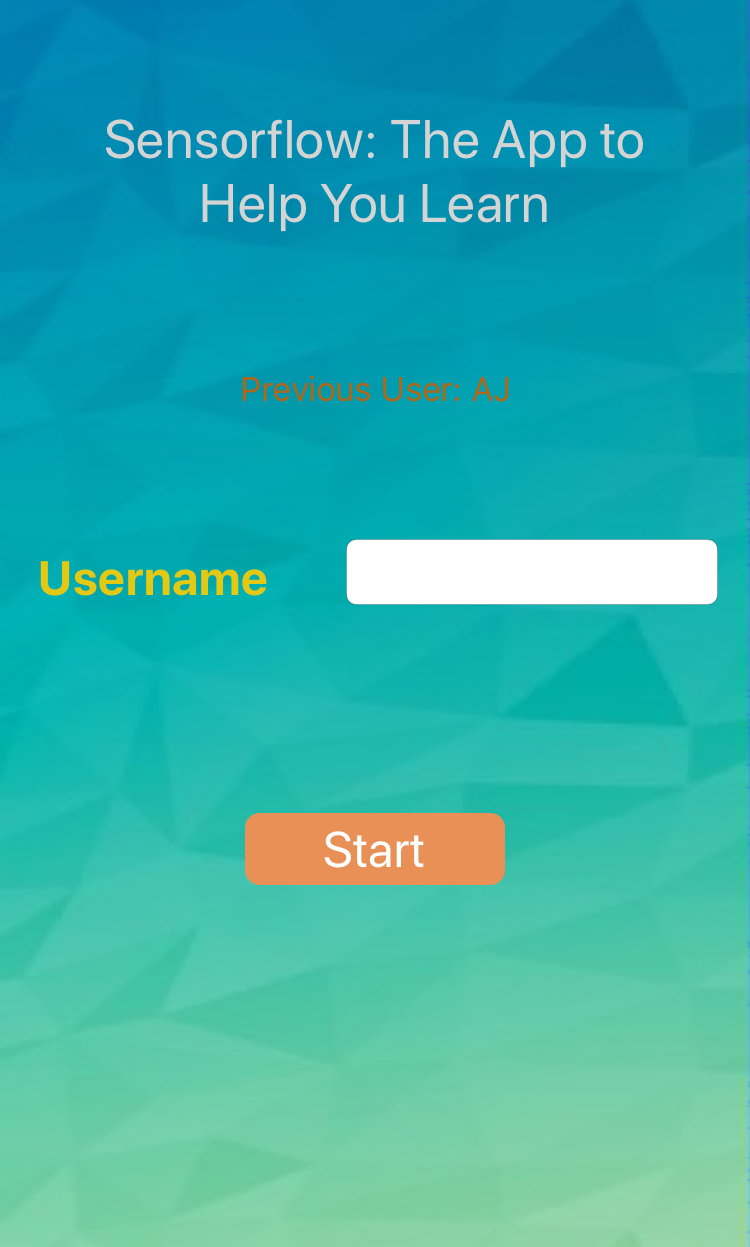 Sensorflow: The App to
Help You Learn
Previous User: AJ
Username
Start